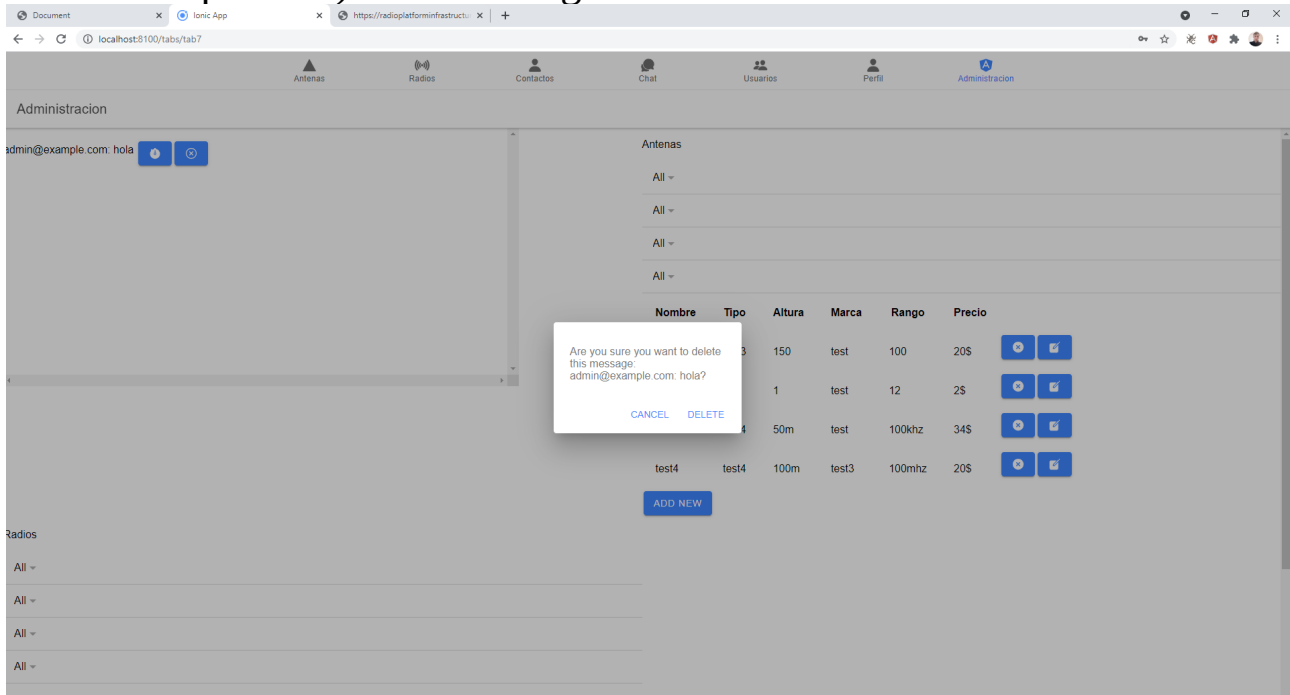 Document
Ionic App
https://radioplatforminfrastructu
localhost:8100/tabs/tab7
Antenas
Radios
Contactos
Chat
Usuarios
Perfil
Administracion
Administracion
admin@example.com: hola
Antenas
All
All
All
All
Nombre Tipo Altura Marca Rango Precio
3 150 test 100 20$
1 test 12 2$
4 50m test 100khz 34$
test4 test4 100m test3 100mhz 20$
ADD NEW
Are you sure you want to delete
this message:
admin@example.com: hola?
CANCEL DELETE
Radios
All
All
All
All